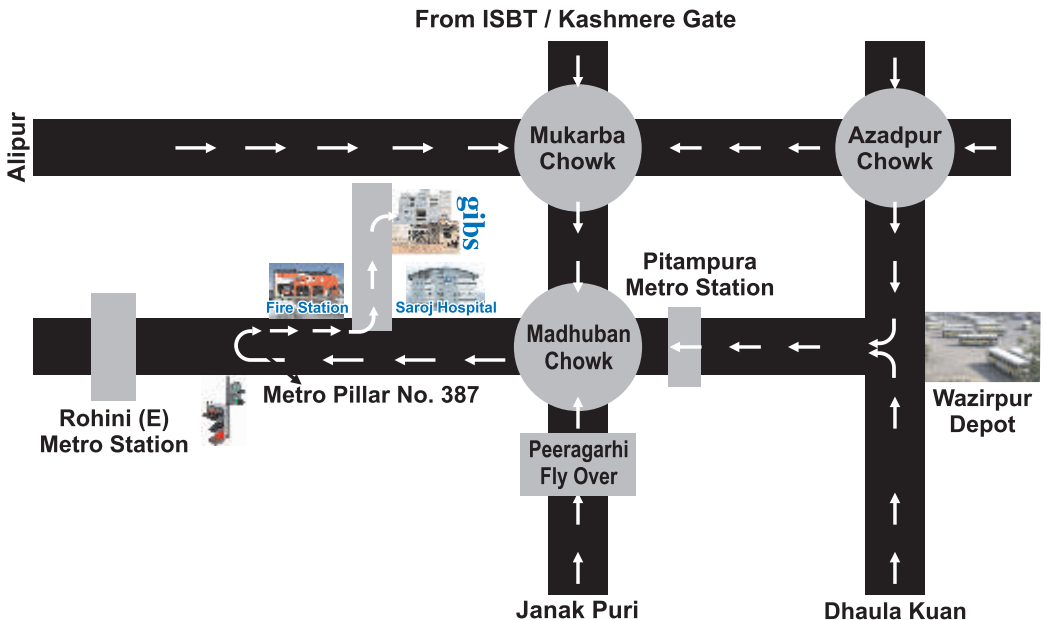 From ISBT / Kashmere Gate
Alipur
Mukarba
Chowk
Azadpur
Chowk
gibs
Pitampura
Metro Station
Fire Station
Saroj Hospital
Madhuban
Chowk
Metro Pillar No. 387
Rohini (E)
Metro Station
Wazirpur
Depot
Peeragarhi
Fly Over
Janak Puri
Dhaula Kuan